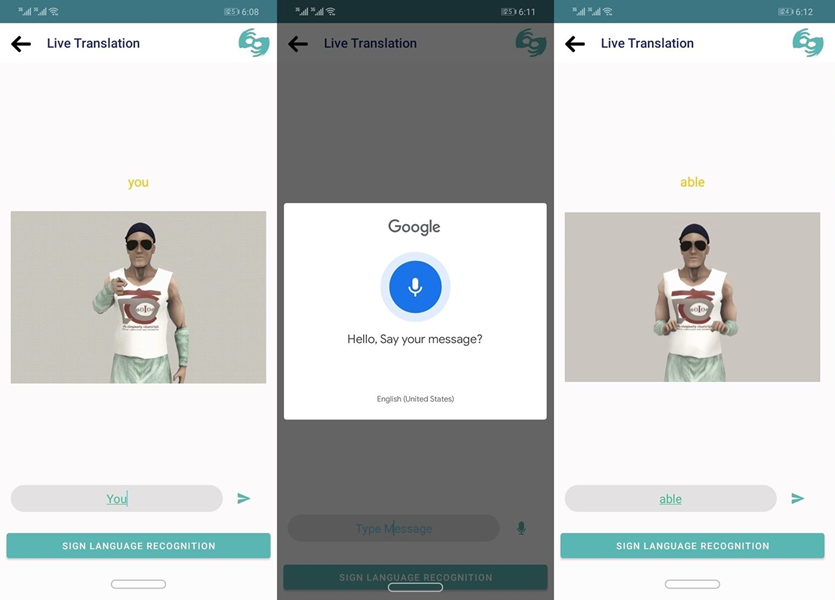 6:08
Live Translation
you
You
SIGN LANGUAGE RECOGNITION
6:11
Live Translation
Google
Hello, Say your message?
English (United States)
Type Message
SIGN LANGUAGE RECOGNITION
6:12
Live Translation
able
able
SIGN LANGUAGE RECOGNITION